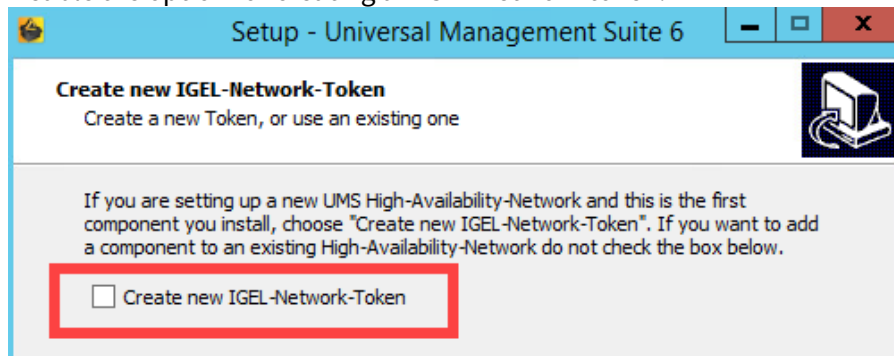 Setup - Universal Management Suite 6
Create new IGEL-Network-Token
Create a new Token, or use an existing one
If you are setting up a new UMS High-Availability-Network and this is the first
component you install, choose "Create new IGEL-Network-Token". If you want to add
a component to an existing High-Availability-Network do not check the box below.
Create new IGEL-Network-Token